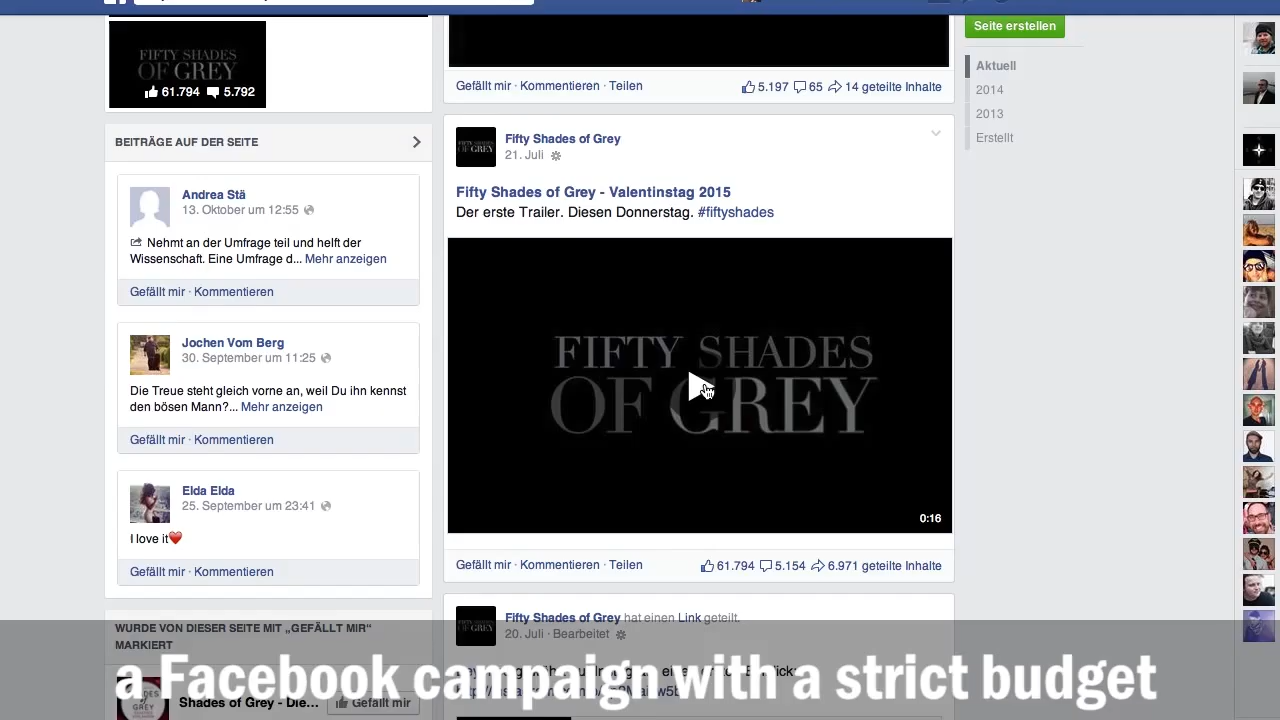 FIFTY SHADES
OF GREY
61.794 5.792
BEITRÄGE AUF DER SEITE
Andrea Stä
13. Oktober um 12:55
Nehmt an der Umfrage teil und helft der
Wissenschaft. Eine Umfrage d... Mehr anzeigen
Gefällt mir · Kommentieren
Jochen Vom Berg
30. September um 11:25
Die Treue steht gleich vorne an, weil Du ihn kennst
den bösen Mann?... Mehr anzeigen
Gefällt mir · Kommentieren
Elda Elda
25. September um 23:41
I love it❤️
Gefällt mir · Kommentieren
WURDE VON DIESER SEITE MIT „GEFÄLLT MIR“
MARKIERT
Shades of Grey - Die...
Gefällt mir
Gefällt mir · Kommentieren · Teilen
5.197 65 14 geteilte Inhalte
Fifty Shades of Grey
21. Juli
Fifty Shades of Grey - Valentinstag 2015
Der erste Trailer. Diesen Donnerstag. #fiftyshades
FIFTY SHADES
OF GREY
0:16
Gefällt mir · Kommentieren · Teilen
61.794 5.154 6.971 geteilte Inhalte
Fifty Shades of Grey hat einen Link geteilt.
20. Juli · Bearbeitet
Seite erstellen
Aktuell
2014
2013
Erstellt
a Facebook campaign with a strict budget